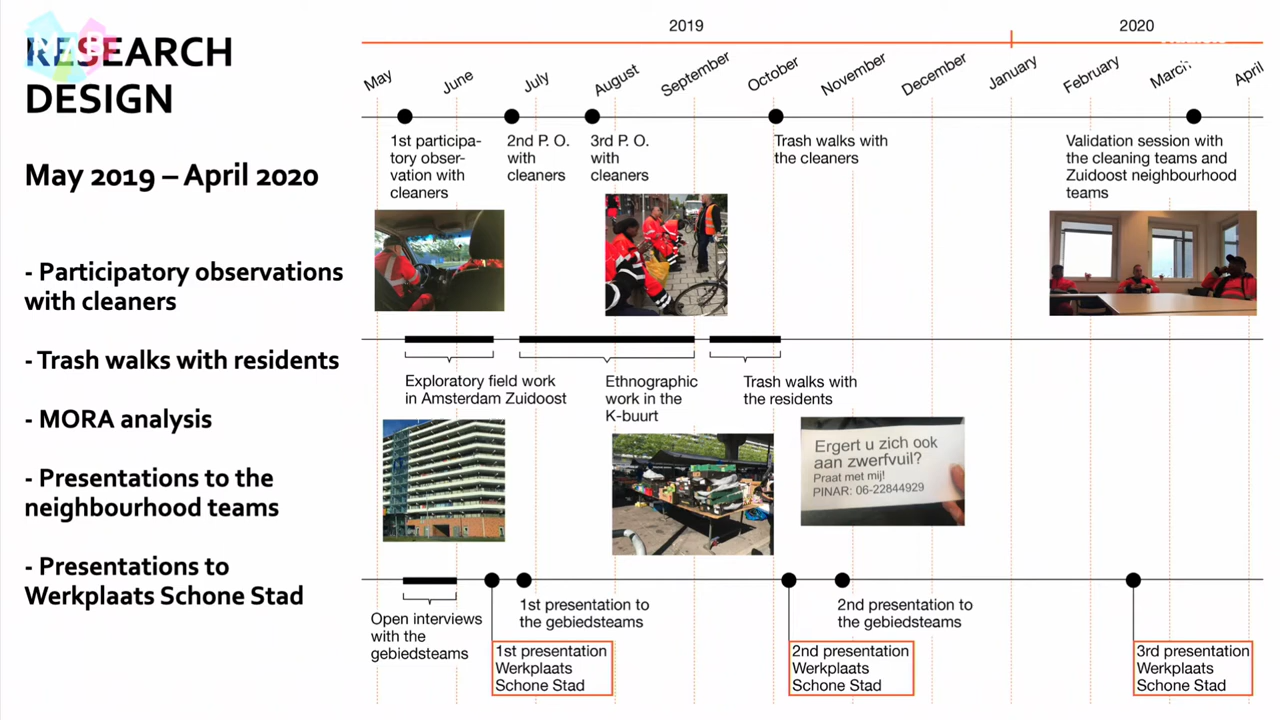 RESEARCH
DESIGN
May 2019 – April 2020
- Participatory observations
with cleaners
- Trash walks with residents
- MORA analysis
- Presentations to the
neighbourhood teams
- Presentations to
Werkplaats Schone Stad
2019
2020
May
June
July
August
September
October
November
December
January
February
March
April
1st participa-
tory obser-
vation with
cleaners
2nd P. O.
with
cleaners
3rd P. O.
with
cleaners
Trash walks with
the cleaners
Validation session with
the cleaning teams and
Zuidoost neighbourhood
teams
Exploratory field work
in Amsterdam Zuidoost
Ethnographic
work in the
K-buurt
Trash walks with
the residents
Ergert u zich ook
aan zwerfvuil?
Praat met mij!
PINAR: 06-22844929
Open interviews
with the
gebiedsteams
1st presentation to
the gebiedsteams
2nd presentation to
the gebiedsteams
1st presentation
Werkplaats
Schone Stad
2nd presentation
Werkplaats
Schone Stad
3rd presentation
Werkplaats
Schone Stad